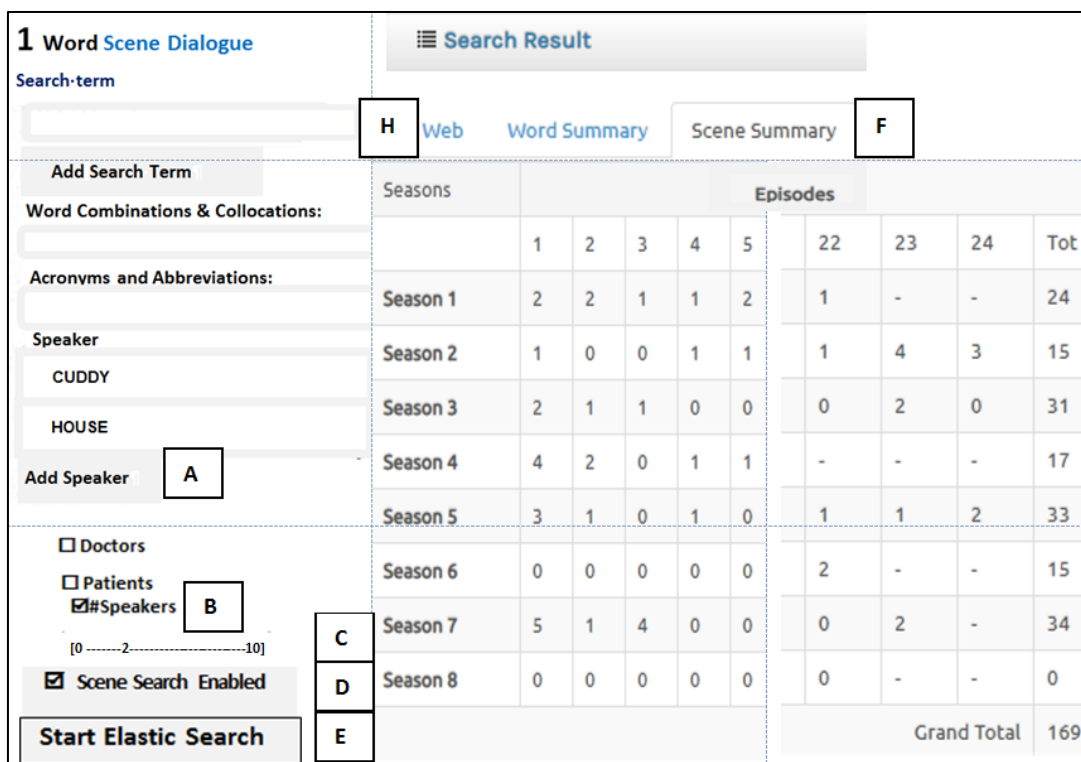 1 Word Scene Dialogue
Search·term
Add Search Term
Word Combinations & Collocations:
Acronyms and Abbreviations:
Speaker
CUDDY
HOUSE
Add Speaker A
☐ Doctors
☐ Patients
☑#Speakers B
[0 -------2-----------------------10] C
☑ Scene Search Enabled D
Start Elastic Search E
Search Result
H Web Word Summary Scene Summary F
Seasons Episodes
1 2 3 4 5 22 23 24 Tot
Season 1 2 2 1 1 2 1 - - 24
Season 2 1 0 0 1 1 1 4 3 15
Season 3 2 1 1 0 0 0 2 0 31
Season 4 4 2 0 1 1 - - - 17
Season 5 3 1 0 1 0 1 1 2 33
Season 6 0 0 0 0 0 2 - - 15
Season 7 5 1 4 0 0 0 2 - 34
Season 8 0 0 0 0 0 0 - - 0
Grand Total 169